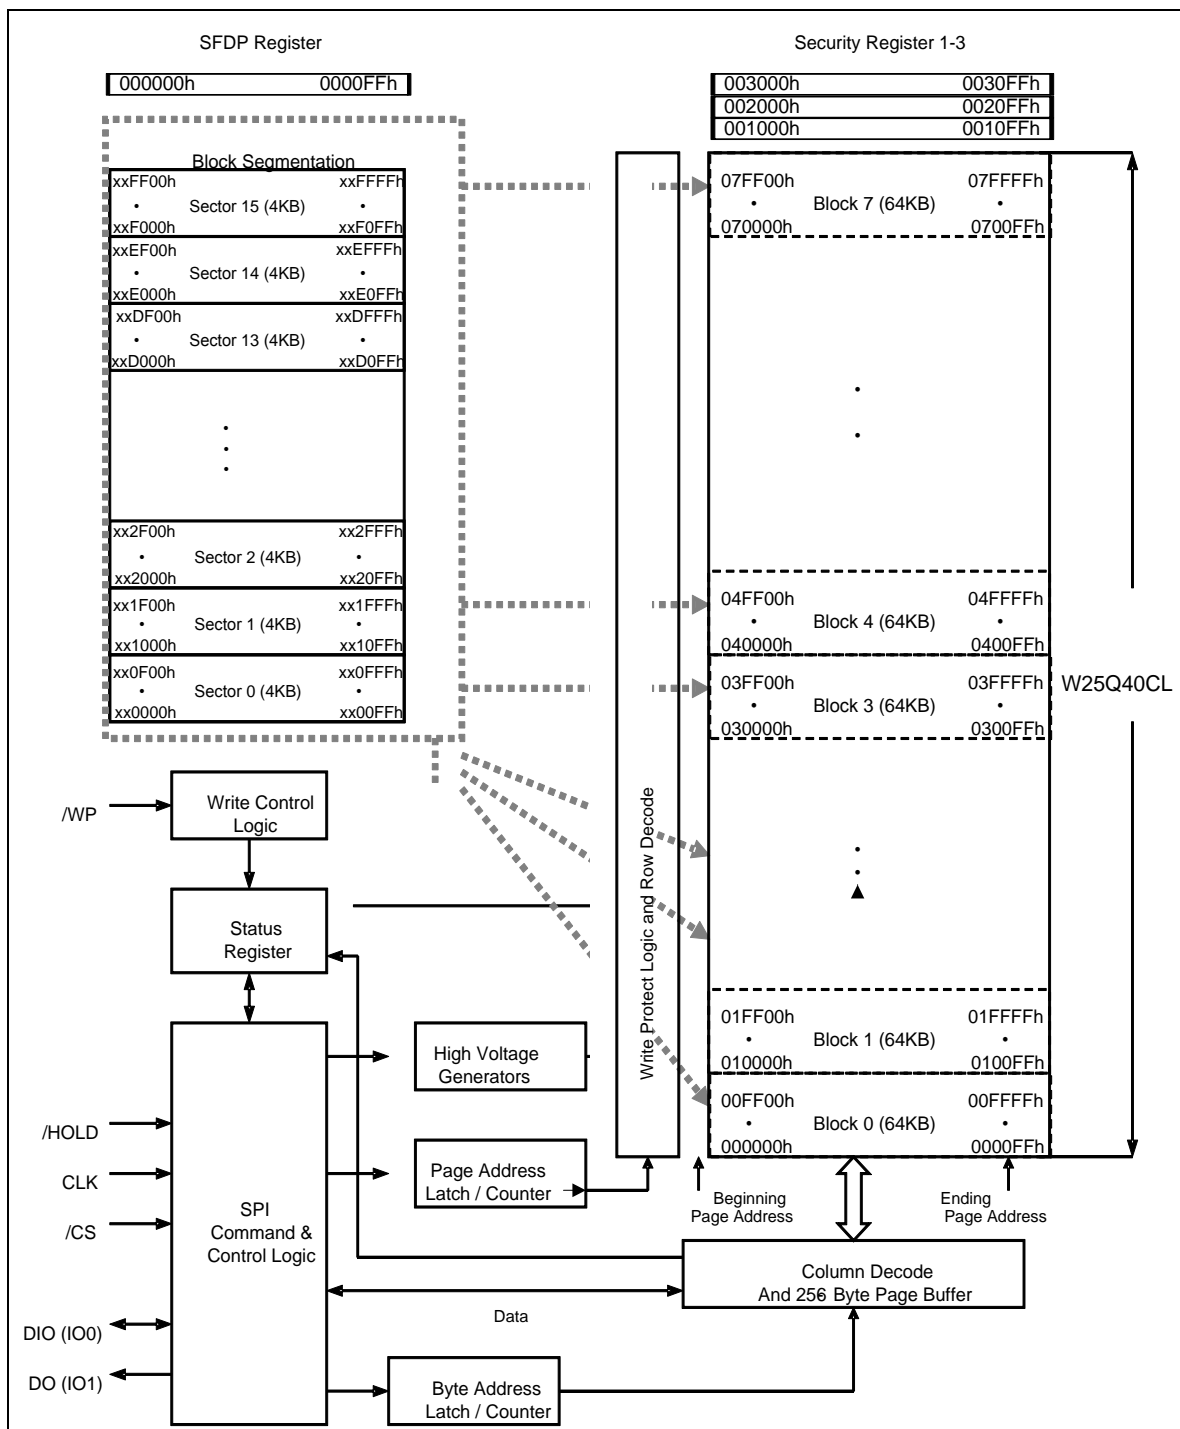 SFDP Register
000000h 0000FFh
Security Register 1-3
003000h 0030FFh
002000h 0020FFh
001000h 0010FFh
Block Segmentation
xxFF00h xxFFFFh
• Sector 15 (4KB) •
xxF000h xxF0FFh
xxEF00h xxEFFFh
• Sector 14 (4KB) •
xxE000h xxE0FFh
xxDF00h xxDFFFh
• Sector 13 (4KB) •
xxD000h xxD0FFh
xx2F00h xx2FFFh
• Sector 2 (4KB) •
xx2000h xx20FFh
xx1F00h xx1FFFh
• Sector 1 (4KB) •
xx1000h xx10FFh
xx0F00h xx0FFFh
• Sector 0 (4KB) •
xx0000h xx00FFh
07FF00h 07FFFFh
• Block 7 (64KB) •
070000h 0700FFh
04FF00h 04FFFFh
• Block 4 (64KB) •
040000h 0400FFh
03FF00h 03FFFFh
• Block 3 (64KB) •
030000h 0300FFh
01FF00h 01FFFFh
• Block 1 (64KB) •
010000h 0100FFh
00FF00h 00FFFFh
• Block 0 (64KB) •
000000h 0000FFh
W25Q40CL
Write Protect Logic and Row Decode
Beginning
Page Address
Ending
Page Address
/WP
Write Control
Logic
Status
Register
High Voltage
Generators
/HOLD
CLK
/CS
Page Address
Latch / Counter
SPI
Command &
Control Logic
Column Decode
And 256- Byte Page Buffer
Data
DIO (IO0)
DO (IO1)
Byte Address
Latch / Counter